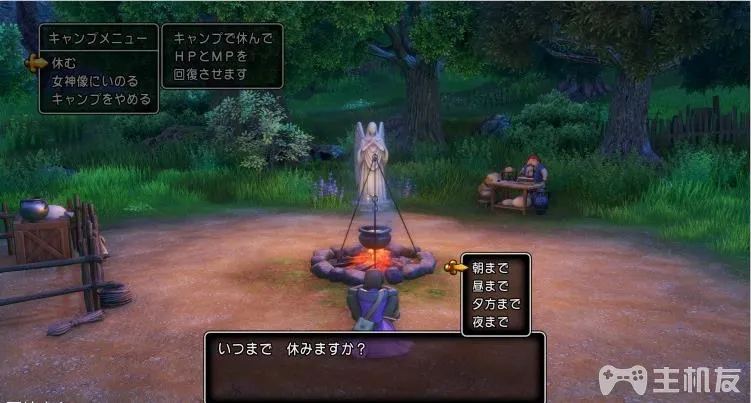 キャンプメニュー
休む
女神像にいのる
キャンプをやめる
キャンプで休んで
HPとMPを
回復させます
朝まで
昼まで
夕方まで
夜まで
いつまで 休みますか?
主机友